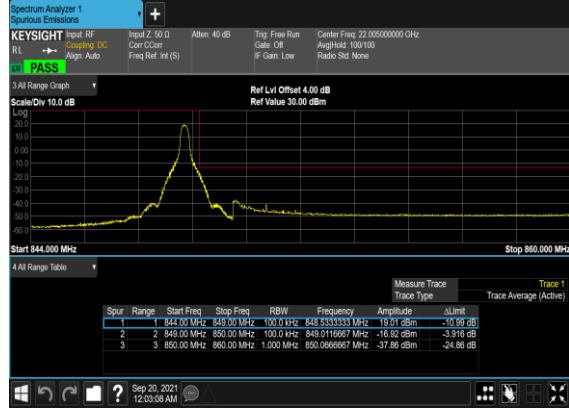 Spectrum Analyzer 1
Spurious Emissions
KEYSIGHT Input: RF Input Z: 50 Ω Atten: 40 dB Trig: Free Run Center Freq: 22.005000000 GHz
RL Coupling: DC Corr CCorr Gate: Off Avg|Hold: 100/100
Align: Auto Freq Ref: Int (S) IF Gain: Low Radio Std: None
PASS
3 All Range Graph
Ref Lvl Offset 4.00 dB
Scale/Div 10.0 dB Ref Value 30.00 dBm
Log
20.0
10.0
0.00
-10.0
-20.0
-30.0
-40.0
-50.0
-60.0
Start 844.000 MHz Stop 860.000 MHz
4 All Range Table
Measure Trace Trace 1
Trace Type Trace Average (Active)
Spur Range Start Freq Stop Freq RBW Frequency Amplitude ΔLimit
1 1 844.00 MHz 849.00 MHz 100.0 kHz 848.5333333 MHz 19.01 dBm -10.99 dB
2 2 849.00 MHz 850.00 MHz 100.0 kHz 849.0116667 MHz -16.92 dBm -3.916 dB
3 3 850.00 MHz 860.00 MHz 1.000 MHz 850.0666667 MHz -37.86 dBm -24.86 dB
? Sep 20, 2021
12:03:08 AM